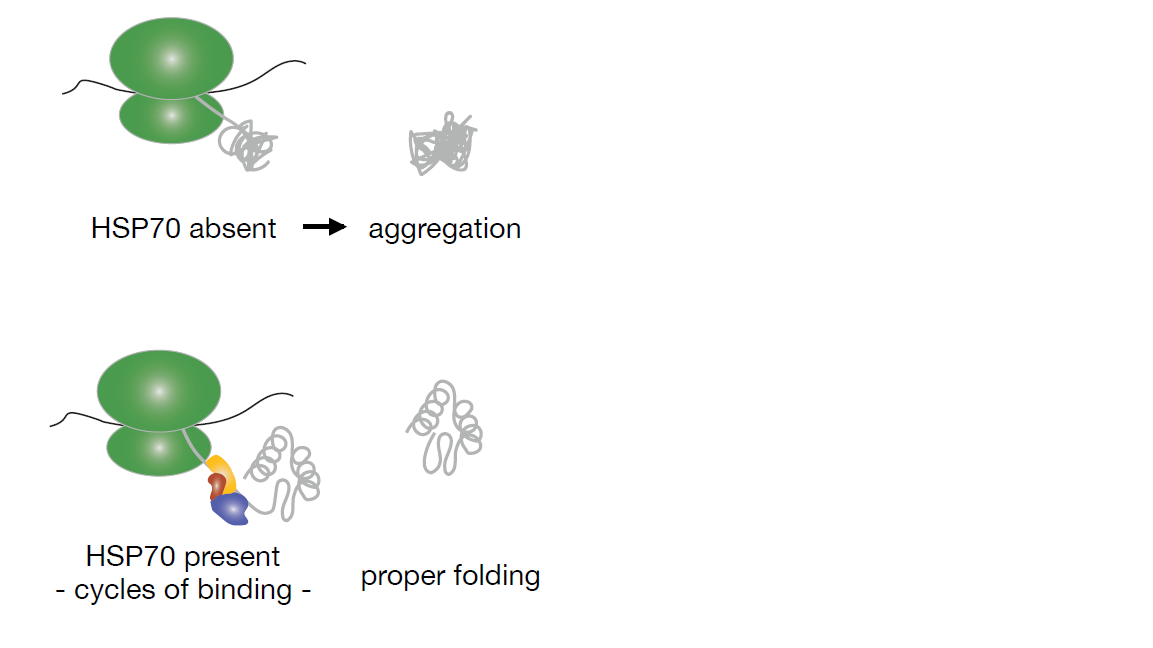 HSP70 absent
aggregation
HSP70 present
- cycles of binding -
proper folding